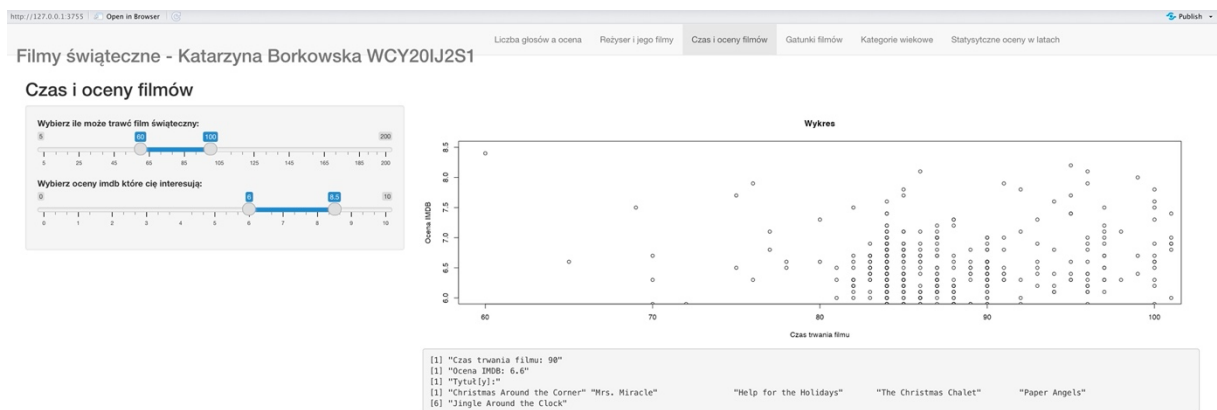 http://127.0.0.1:3755 Open in Browser Publish
Liczba głosów a ocena Reżyser i jego filmy Czas i oceny filmów Gatunki filmów Kategorie wiekowe Statysytczne oceny w latach
Filmy świąteczne - Katarzyna Borkowska WCY20IJ2S1
Czas i oceny filmów
Wybierz ile może trawć film świąteczny:
5 60 100 200
5 25 45 65 85 105 125 145 165 185 200
Wybierz oceny imdb które cię interesują:
0 6 8.5 10
0 1 2 3 4 5 6 7 8 9 10
Wykres
Ocena IMDB
8.5
8.0
7.5
7.0
6.5
6.0
60 70 80 90 100
Czas trwania filmu
[1] "Czas trwania filmu: 90"
[1] "Ocena IMDB: 6.6"
[1] "Tytuł[y]:"
[1] "Christmas Around the Corner" "Mrs. Miracle" "Help for the Holidays" "The Christmas Chalet" "Paper Angels"
[6] "Jingle Around the Clock"